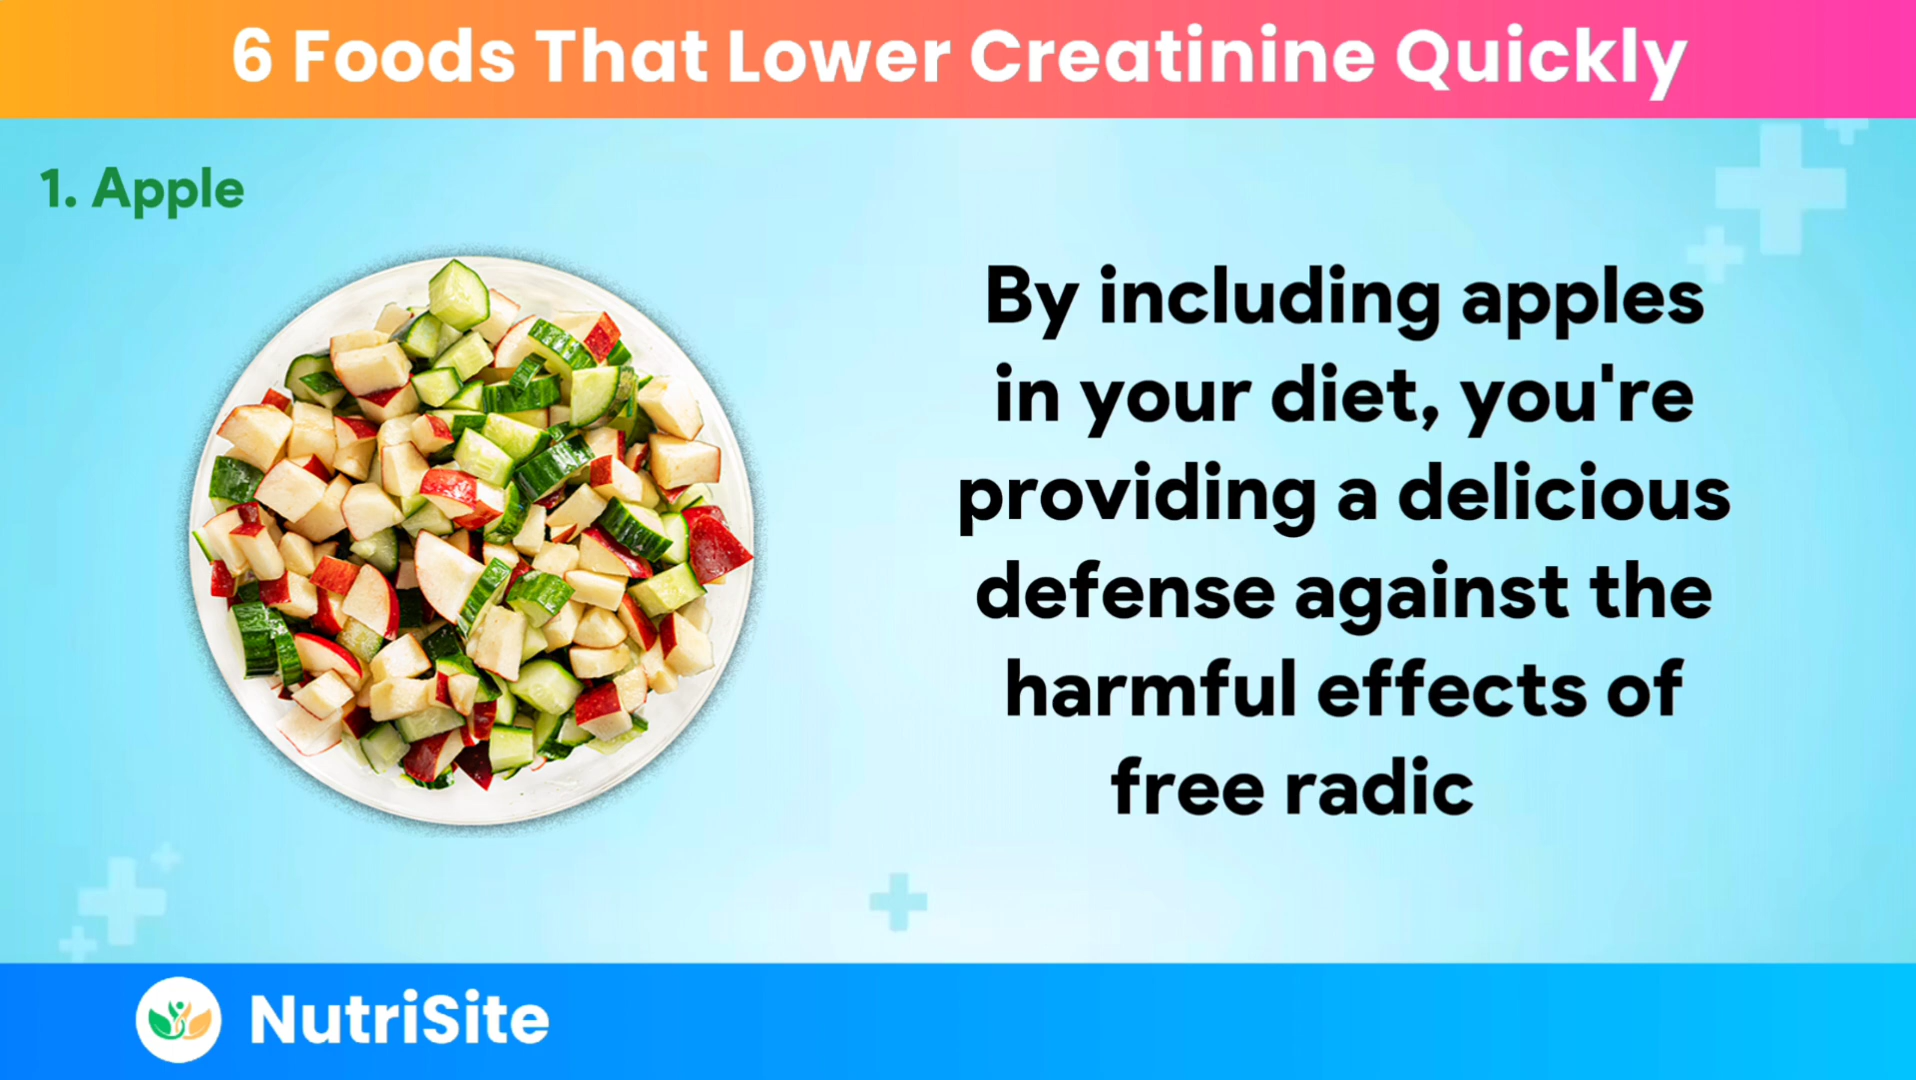 6 Foods That Lower Creatinine Quickly
1. Apple
By including apples
in your diet, you're
providing a delicious
defense against the
harmful effects of
free radic
NutriSite